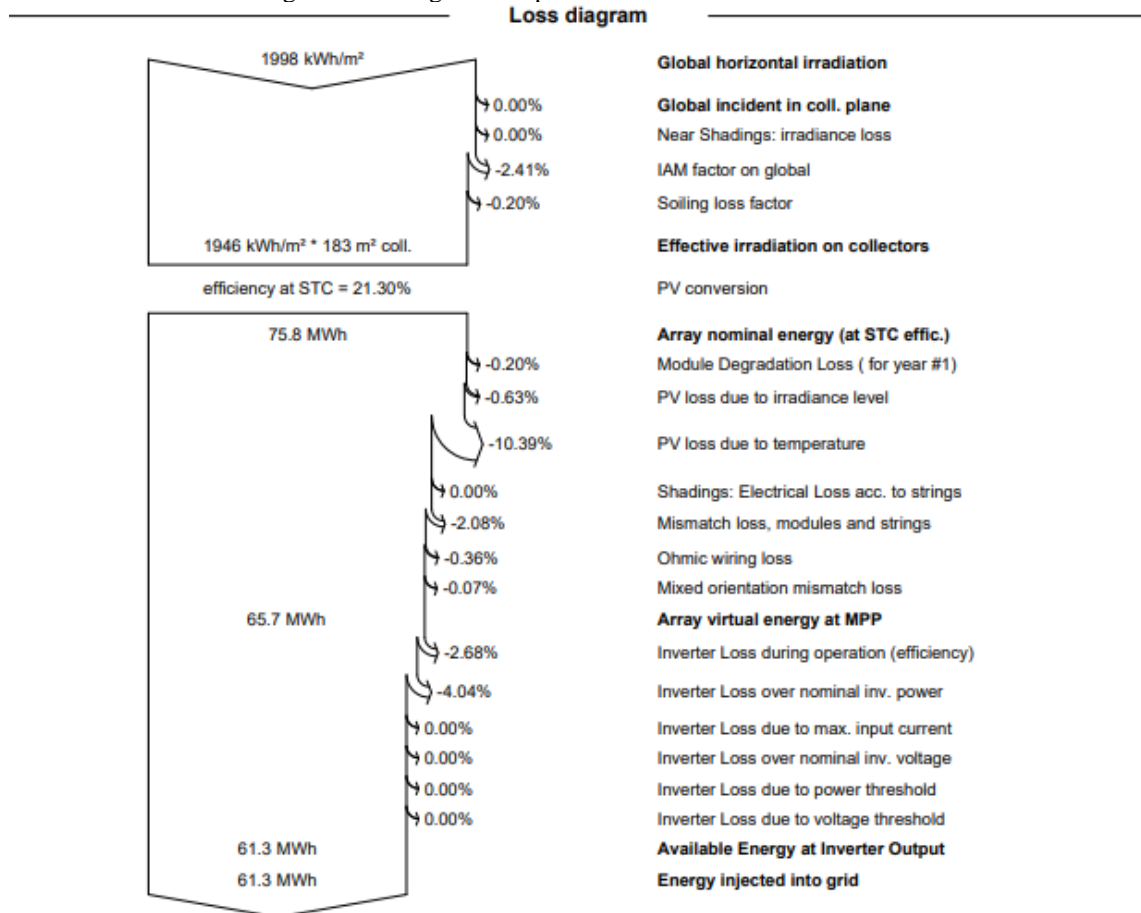 Loss diagram
1998 kWh/m² Global horizontal irradiation
0.00% Global incident in coll. plane
0.00% Near Shadings: irradiance loss
-2.41% IAM factor on global
-0.20% Soiling loss factor
1946 kWh/m² * 183 m² coll. Effective irradiation on collectors
efficiency at STC = 21.30% PV conversion
75.8 MWh Array nominal energy (at STC effic.)
-0.20% Module Degradation Loss ( for year #1)
-0.63% PV loss due to irradiance level
-10.39% PV loss due to temperature
0.00% Shadings: Electrical Loss acc. to strings
-2.08% Mismatch loss, modules and strings
-0.36% Ohmic wiring loss
-0.07% Mixed orientation mismatch loss
65.7 MWh Array virtual energy at MPP
-2.68% Inverter Loss during operation (efficiency)
-4.04% Inverter Loss over nominal inv. power
0.00% Inverter Loss due to max. input current
0.00% Inverter Loss over nominal inv. voltage
0.00% Inverter Loss due to power threshold
0.00% Inverter Loss due to voltage threshold
61.3 MWh Available Energy at Inverter Output
61.3 MWh Energy injected into grid